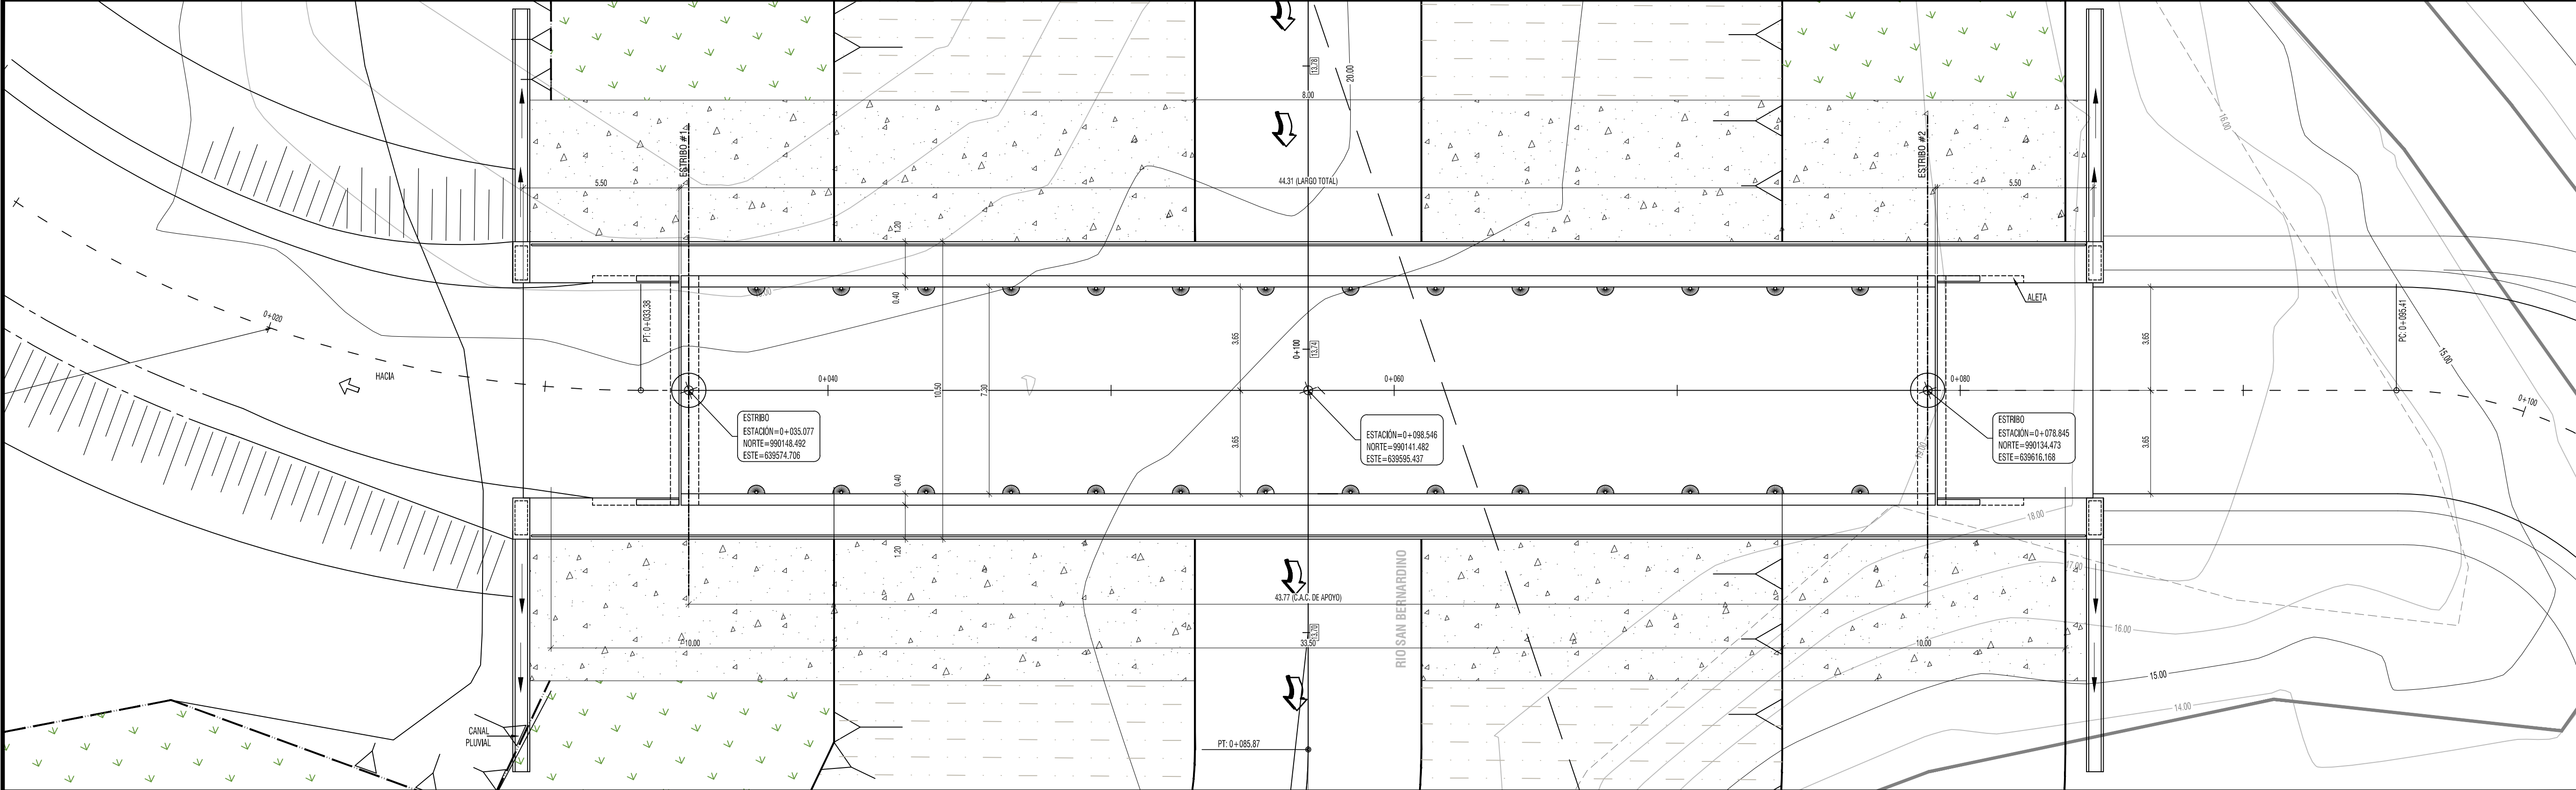 13.78
20.00
8.00
16.00
ESTRIBO #1
ESTRIBO #2
5.50
44.31 (LARGO TOTAL)
5.50
1.20
0.40
ALETA
0+020
PT: 0+033.38
3.65
0+100
13.74
3.65
PC: 0+095.41
15.00
HACIA
0+040
10.50
7.30
0+060
0+080
0+100
ESTRIBO
ESTACIÓN=0+035.077
NORTE=990148.492
ESTE=639574.706
ESTACIÓN=0+098.546
NORTE=990141.482
ESTE=639595.437
ESTRIBO
ESTACIÓN=0+078.845
NORTE=990134.473
ESTE=639616.168
3.65
3.65
0.40
18.00
1.20
RIO SAN BERNARDINO
17.00
43.77 (C.A.C. DE APOYO)
13.70
16.00
10.00
33.50
10.00
15.00
14.00
CANAL
PLUVIAL
PT: 0+085.87